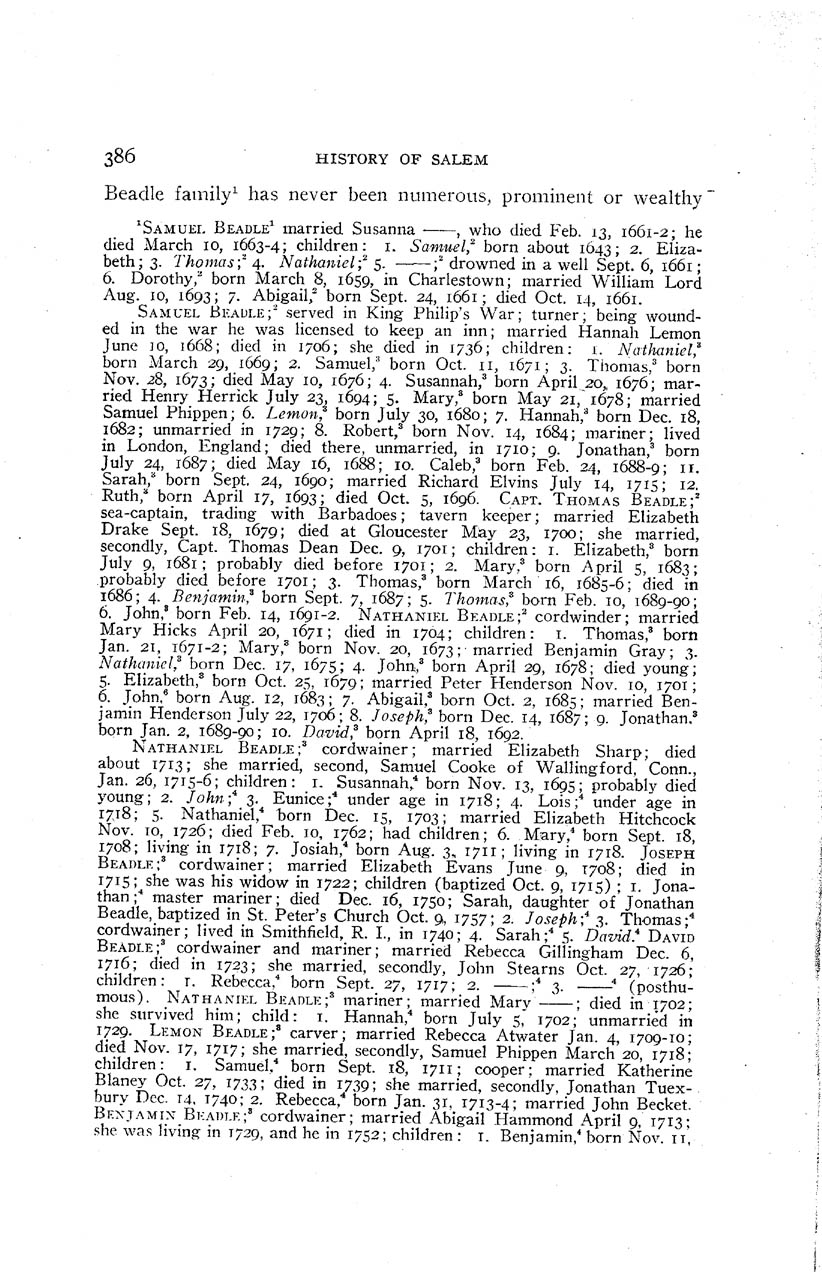 386 HISTORY OF SALEM
Beadle family¹ has never been numerous, prominent or wealthy
¹SAMUEL BEADLE¹ married Susanna ——, who died Feb. 13, 1661-2; he
died March 10, 1663-4; children: 1. Samuel,² born about 1643; 2. Eliza-
beth; 3. Thomas;² 4. Nathaniel;² 5. ——;² drowned in a well Sept. 6, 1661;
6. Dorothy,² born March 8, 1659, in Charlestown; married William Lord
Aug. 10, 1693; 7. Abigail,² born Sept. 24, 1661; died Oct. 14, 1661.
SAMUEL BEADLE;² served in King Philip's War; turner; being wound-
ed in the war he was licensed to keep an inn; married Hannah Lemon
June 10, 1668; died in 1706; she died in 1736; children: 1. Nathaniel,³
born March 29, 1669; 2. Samuel,³ born Oct. 11, 1671; 3. Thomas,³ born
Nov. 28, 1673; died May 10, 1676; 4. Susannah,³ born April 20, 1676; mar-
ried Henry Herrick July 23, 1694; 5. Mary,³ born May 21, 1678; married
Samuel Phippen; 6. Lemon,³ born July 30, 1680; 7. Hannah,³ born Dec. 18,
1682; unmarried in 1729; 8. Robert,³ born Nov. 14, 1684; mariner; lived
in London, England; died there, unmarried, in 1710; 9. Jonathan,³ born
July 24, 1687; died May 16, 1688; 10. Caleb,³ born Feb. 24, 1688-9; 11.
Sarah,³ born Sept. 24, 1690; married Richard Elvins July 14, 1715; 12.
Ruth,³ born April 17, 1693; died Oct. 5, 1696. CAPT. THOMAS BEADLE;²
sea-captain, trading with Barbadoes; tavern keeper; married Elizabeth
Drake Sept. 18, 1679; died at Gloucester May 23, 1700; she married,
secondly, Capt. Thomas Dean Dec. 9, 1701; children: 1. Elizabeth,³ born
July 9, 1681; probably died before 1701; 2. Mary,³ born April 5, 1683;
probably died before 1701; 3. Thomas,³ born March 16, 1685-6; died in
1686; 4. Benjamin,³ born Sept. 7, 1687; 5. Thomas,³ born Feb. 10, 1689-90;
6. John,³ born Feb. 14, 1691-2. NATHANIEL BEADLE;² cordwinder; married
Mary Hicks April 20, 1671; died in 1704; children: 1. Thomas,³ born
Jan. 21, 1671-2; Mary,³ born Nov. 20, 1673; married Benjamin Gray; 3.
Nathaniel,³ born Dec. 17, 1675; 4. John,³ born April 29, 1678; died young;
5. Elizabeth,³ born Oct. 25, 1679; married Peter Henderson Nov. 10, 1701;
6. John,⁶ born Aug. 12, 1683; 7. Abigail,³ born Oct. 2, 1685; married Ben-
jamin Henderson July 22, 1706; 8. Joseph,³ born Dec. 14, 1687; 9. Jonathan.³
born Jan. 2, 1689-90; 10. David,³ born April 18, 1692.
NATHANIEL BEADLE;³ cordwainer; married Elizabeth Sharp; died
about 1713; she married, second, Samuel Cooke of Wallingford, Conn.,
Jan. 26, 1715-6; children: 1. Susannah,⁴ born Nov. 13, 1695; probably died
young; 2. John;⁴ 3. Eunice;⁴ under age in 1718; 4. Lois;⁴ under age in
1718; 5. Nathaniel,⁴ born Dec. 15, 1703; married Elizabeth Hitchcock
Nov. 10, 1726; died Feb. 10, 1762; had children; 6. Mary,⁴ born Sept. 18,
1708; living in 1718; 7. Josiah,⁴ born Aug. 3, 1711; living in 1718. JOSEPH
BEADLE;³ cordwainer; married Elizabeth Evans June 9, 1708; died in
1715; she was his widow in 1722; children (baptized Oct. 9, 1715); 1. Jona-
than;⁴ master mariner; died Dec. 16, 1750; Sarah, daughter of Jonathan
Beadle, baptized in St. Peter's Church Oct. 9, 1757; 2. Joseph;⁴ 3. Thomas;⁴
cordwainer; lived in Smithfield, R. I., in 1740; 4. Sarah;⁴ 5. David.⁴ DAVID
BEADLE;³ cordwainer and mariner; married Rebecca Gillingham Dec. 6,
1716; died in 1723; she married, secondly, John Stearns Oct. 27, 1726;
children: 1. Rebecca,⁴ born Sept. 27, 1717; 2. ——;⁴ 3. ——⁴ (posthu-
mous). NATHANIEL BEADLE;³ mariner; married Mary ——; died in 1702;
she survived him; child: 1. Hannah,⁴ born July 5, 1702; unmarried in
1729. LEMON BEADLE;³ carver; married Rebecca Atwater Jan. 4, 1709-10;
died Nov. 17, 1717; she married, secondly, Samuel Phippen March 20, 1718;
children: 1. Samuel,⁴ born Sept. 18, 1711; cooper; married Katherine
Blaney Oct. 27, 1733; died in 1739; she married, secondly, Jonathan Tuex-
bury Dec. 14, 1740; 2. Rebecca,⁴ born Jan. 31, 1713-4; married John Becket.
BENJAMIN BEADLE;³ cordwainer; married Abigail Hammond April 9, 1713;
she was living in 1729, and he in 1752; children: 1. Benjamin,⁴ born Nov. 11,